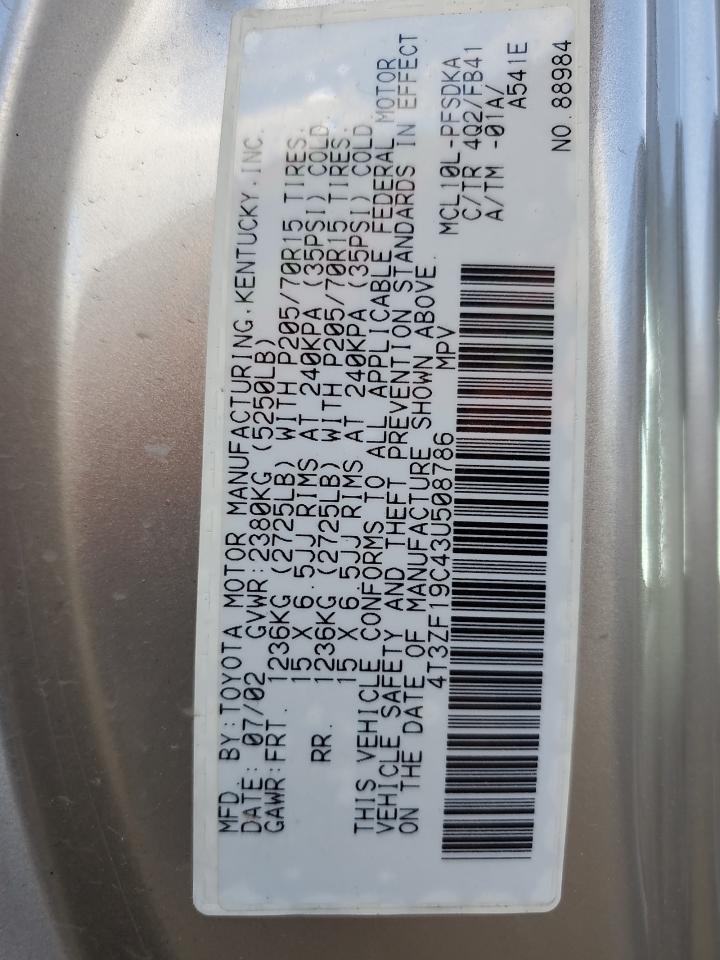 MFD. BY: TOYOTA MOTOR MANUFACTURING, KENTUCKY, INC.
DATE: 07/02 GVWR: 2380KG (5250LB)
GAWR: FRT. 1236KG (2725LB) WITH P205/70R15 TIRES,
15 X 6.5JJ RIMS AT 240KPA (35PSI) COLD
RR. 1236KG (2725LB) WITH P205/70R15 TIRES,
15 X 6.5JJ RIMS AT 240KPA (35PSI) COLD
THIS VEHICLE CONFORMS TO ALL APPLICABLE FEDERAL MOTOR
VEHICLE SAFETY AND THEFT PREVENTION STANDARDS IN EFFECT
ON THE DATE OF MANUFACTURE SHOWN ABOVE.
4T3ZF19C43U508786 MPV
MCL10L-PFSDKA
C/TR 4Q2/FB41
A/TM -01A/
A541E
NO.88984